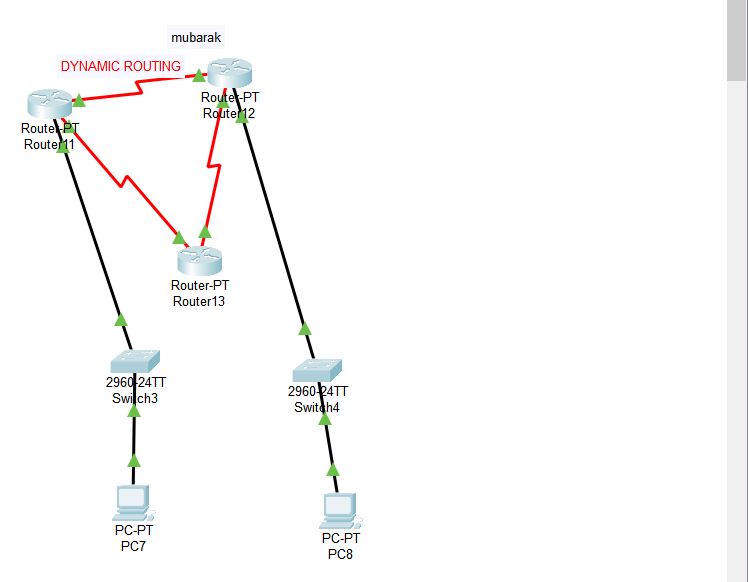 mubarak
DYNAMIC ROUTING
Router-PT
Router12
Router-PT
Router11
Router-PT
Router13
2960-24TT
Switch3
2960-24TT
Switch4
PC-PT
PC7
PC-PT
PC8